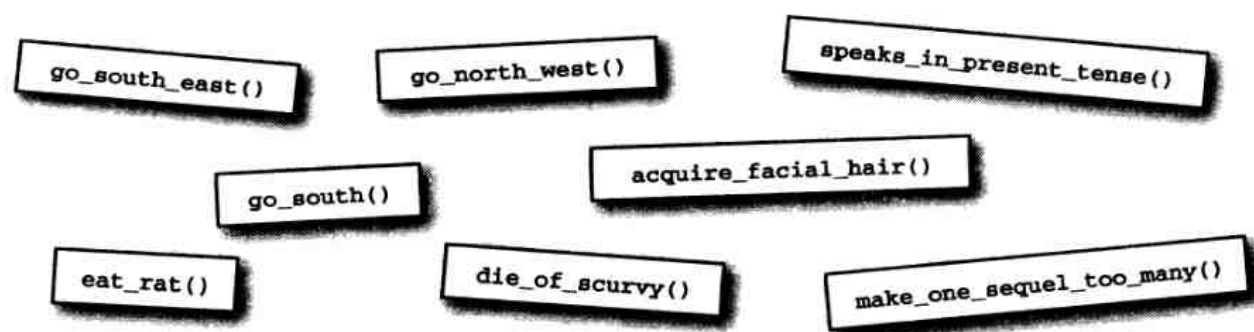 go_south_east()
go_north_west()
speaks_in_present_tense()
go_south()
acquire_facial_hair()
eat_rat()
die_of_scurvy()
make_one_sequel_too_many()